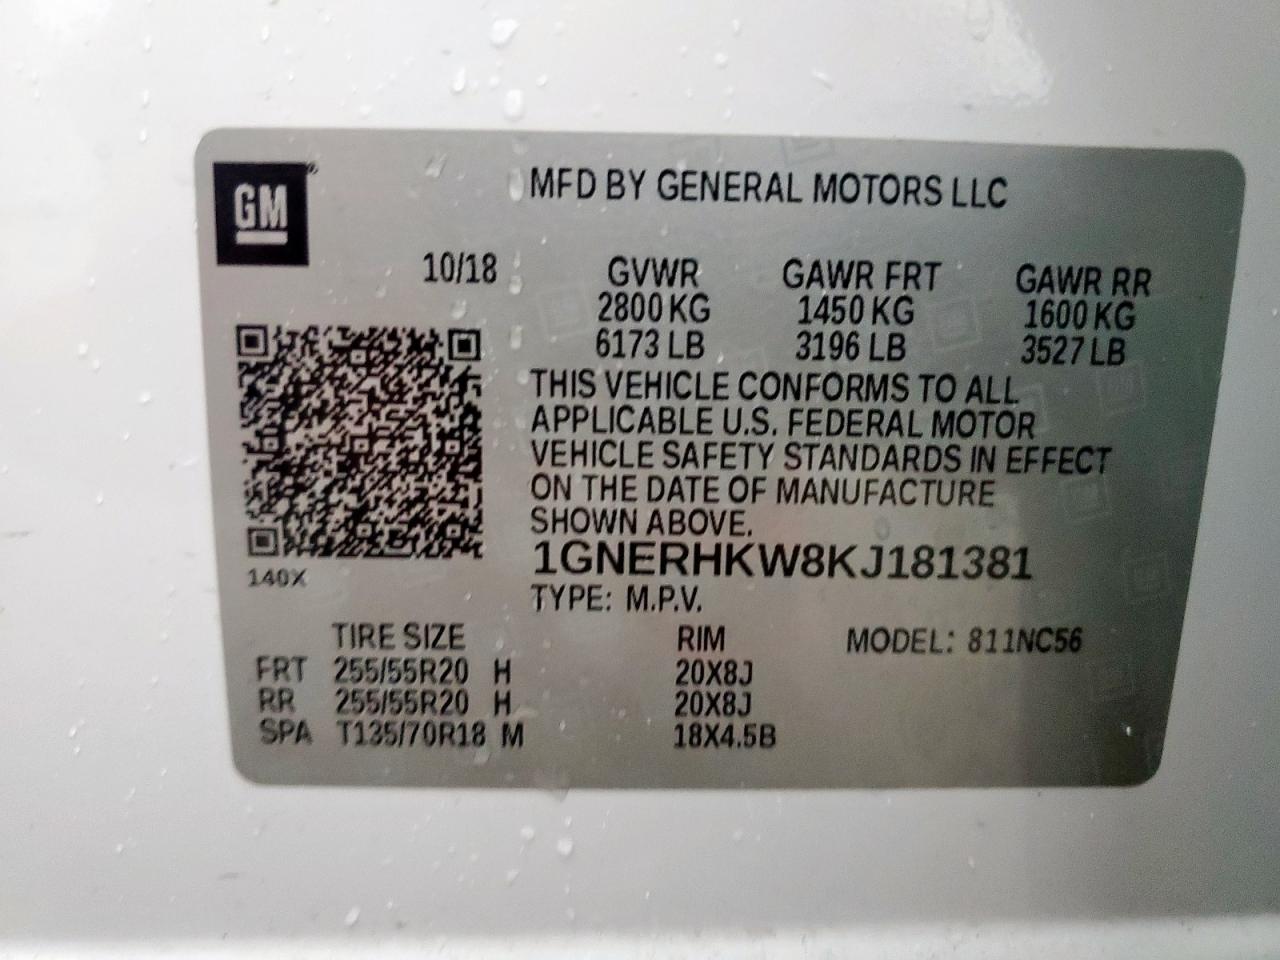 GM
MFD BY GENERAL MOTORS LLC
10/18 GVWR GAWR FRT GAWR RR
2800 KG 1450 KG 1600 KG
6173 LB 3196 LB 3527 LB
THIS VEHICLE CONFORMS TO ALL
APPLICABLE U.S. FEDERAL MOTOR
VEHICLE SAFETY STANDARDS IN EFFECT
ON THE DATE OF MANUFACTURE
SHOWN ABOVE.
1GNERHKW8KJ181381
140X
TYPE: M.P.V.
TIRE SIZE RIM MODEL: 811NC56
FRT 255/55R20 H 20X8J
RR 255/55R20 H 20X8J
SPA T135/70R18 M 18X4.5B